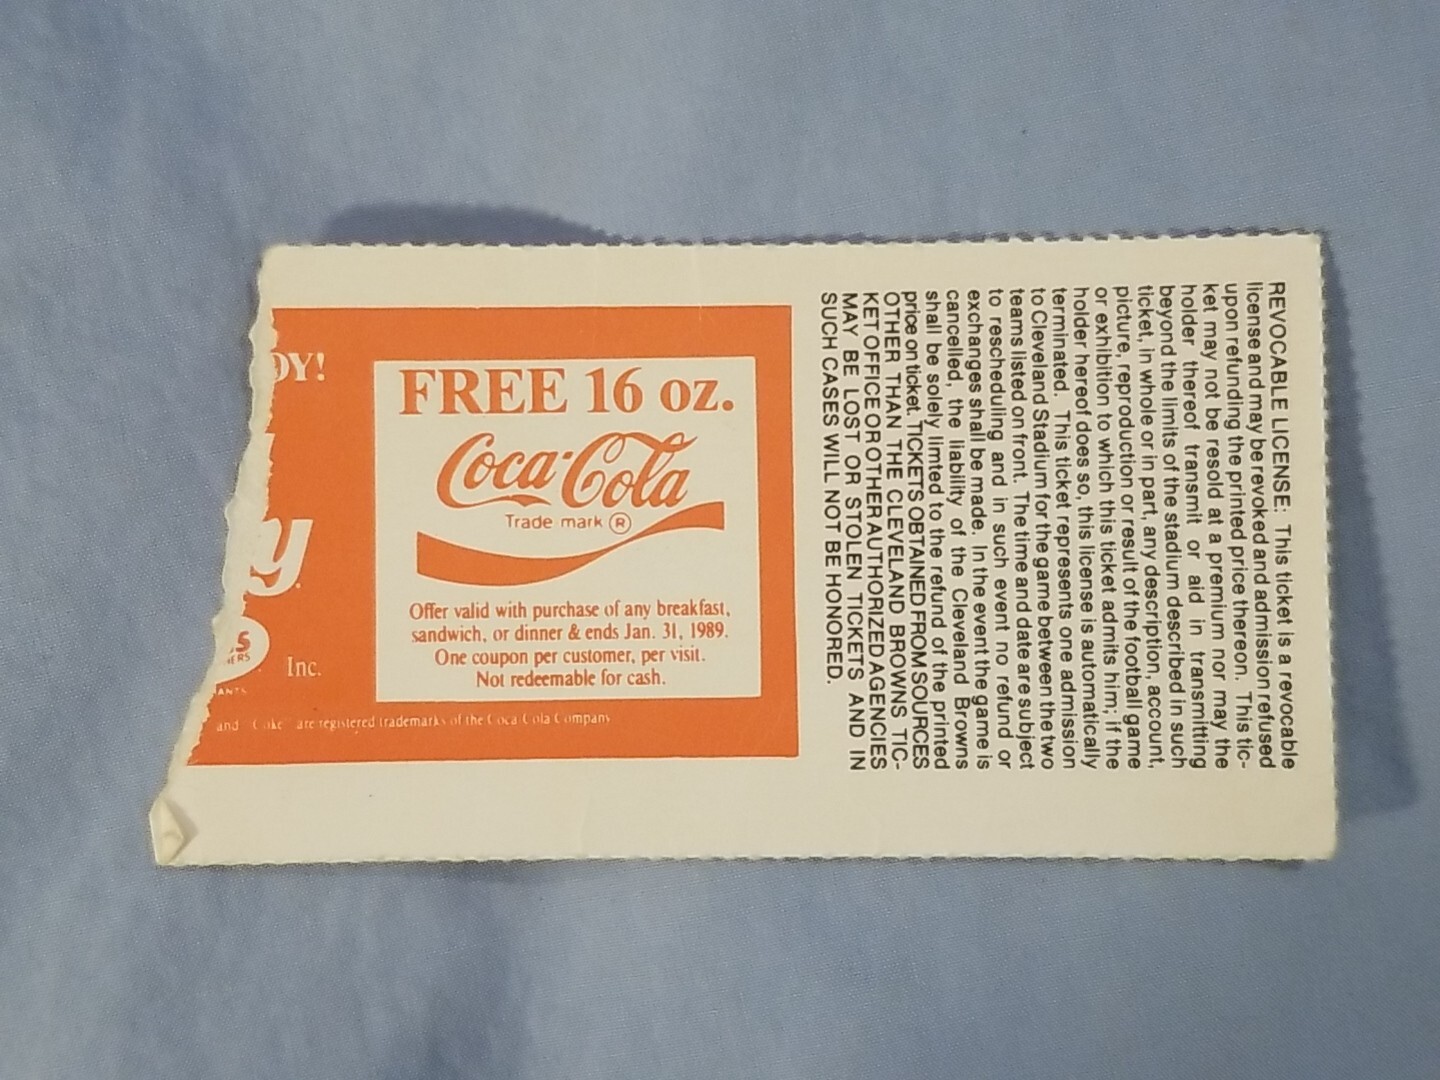 DY!
y.
Inc.
FREE 16 oz.
Coca-Cola
Trade mark ®
Offer valid with purchase of any breakfast,
sandwich, or dinner & ends Jan. 31, 1989.
One coupon per customer, per visit.
Not redeemable for cash.
and Coke are registered trademarks of the Coca Cola Company
REVOCABLE LICENSE: This ticket is a revocable
license and may be revoked and admission refused
upon refunding the printed price thereon. This tic-
ket may not be resold at a premium nor may the
holder thereof transmit or aid in transmitting
beyond the limits of the stadium described in such
ticket, in whole or in part, any description, account,
picture, reproduction or result of the football game
or exhibition to which this ticket admits him; if the
holder hereof does so, this license is automatically
terminated. This ticket represents one admission
to Cleveland Stadium for the game between the two
teams listed on front. The time and date are subject
to rescheduling and in such event no refund or
exchanges shall be made. In the event the game is
cancelled, the liability of the Cleveland Browns
shall be solely limted to the refund of the printed
price on ticket. TICKETS OBTAINED FROM SOURCES
OTHER THAN THE CLEVELAND BROWNS TIC-
KET OFFICE OR OTHER AUTHORIZED AGENCIES
MAY BE LOST OR STOLEN TICKETS AND IN
SUCH CASES WILL NOT BE HONORED.